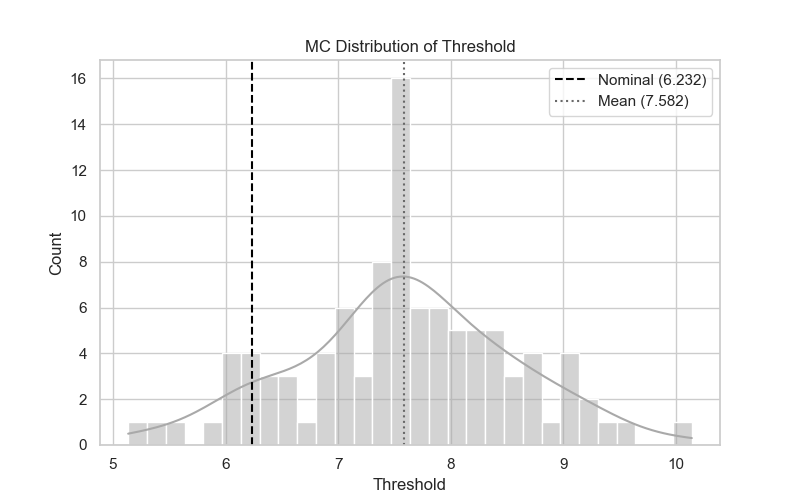 MC Distribution of Threshold
Nominal (6.232)
Mean (7.582)
Count
16
14
12
10
8
6
4
2
0
5 6 7 8 9 10
Threshold